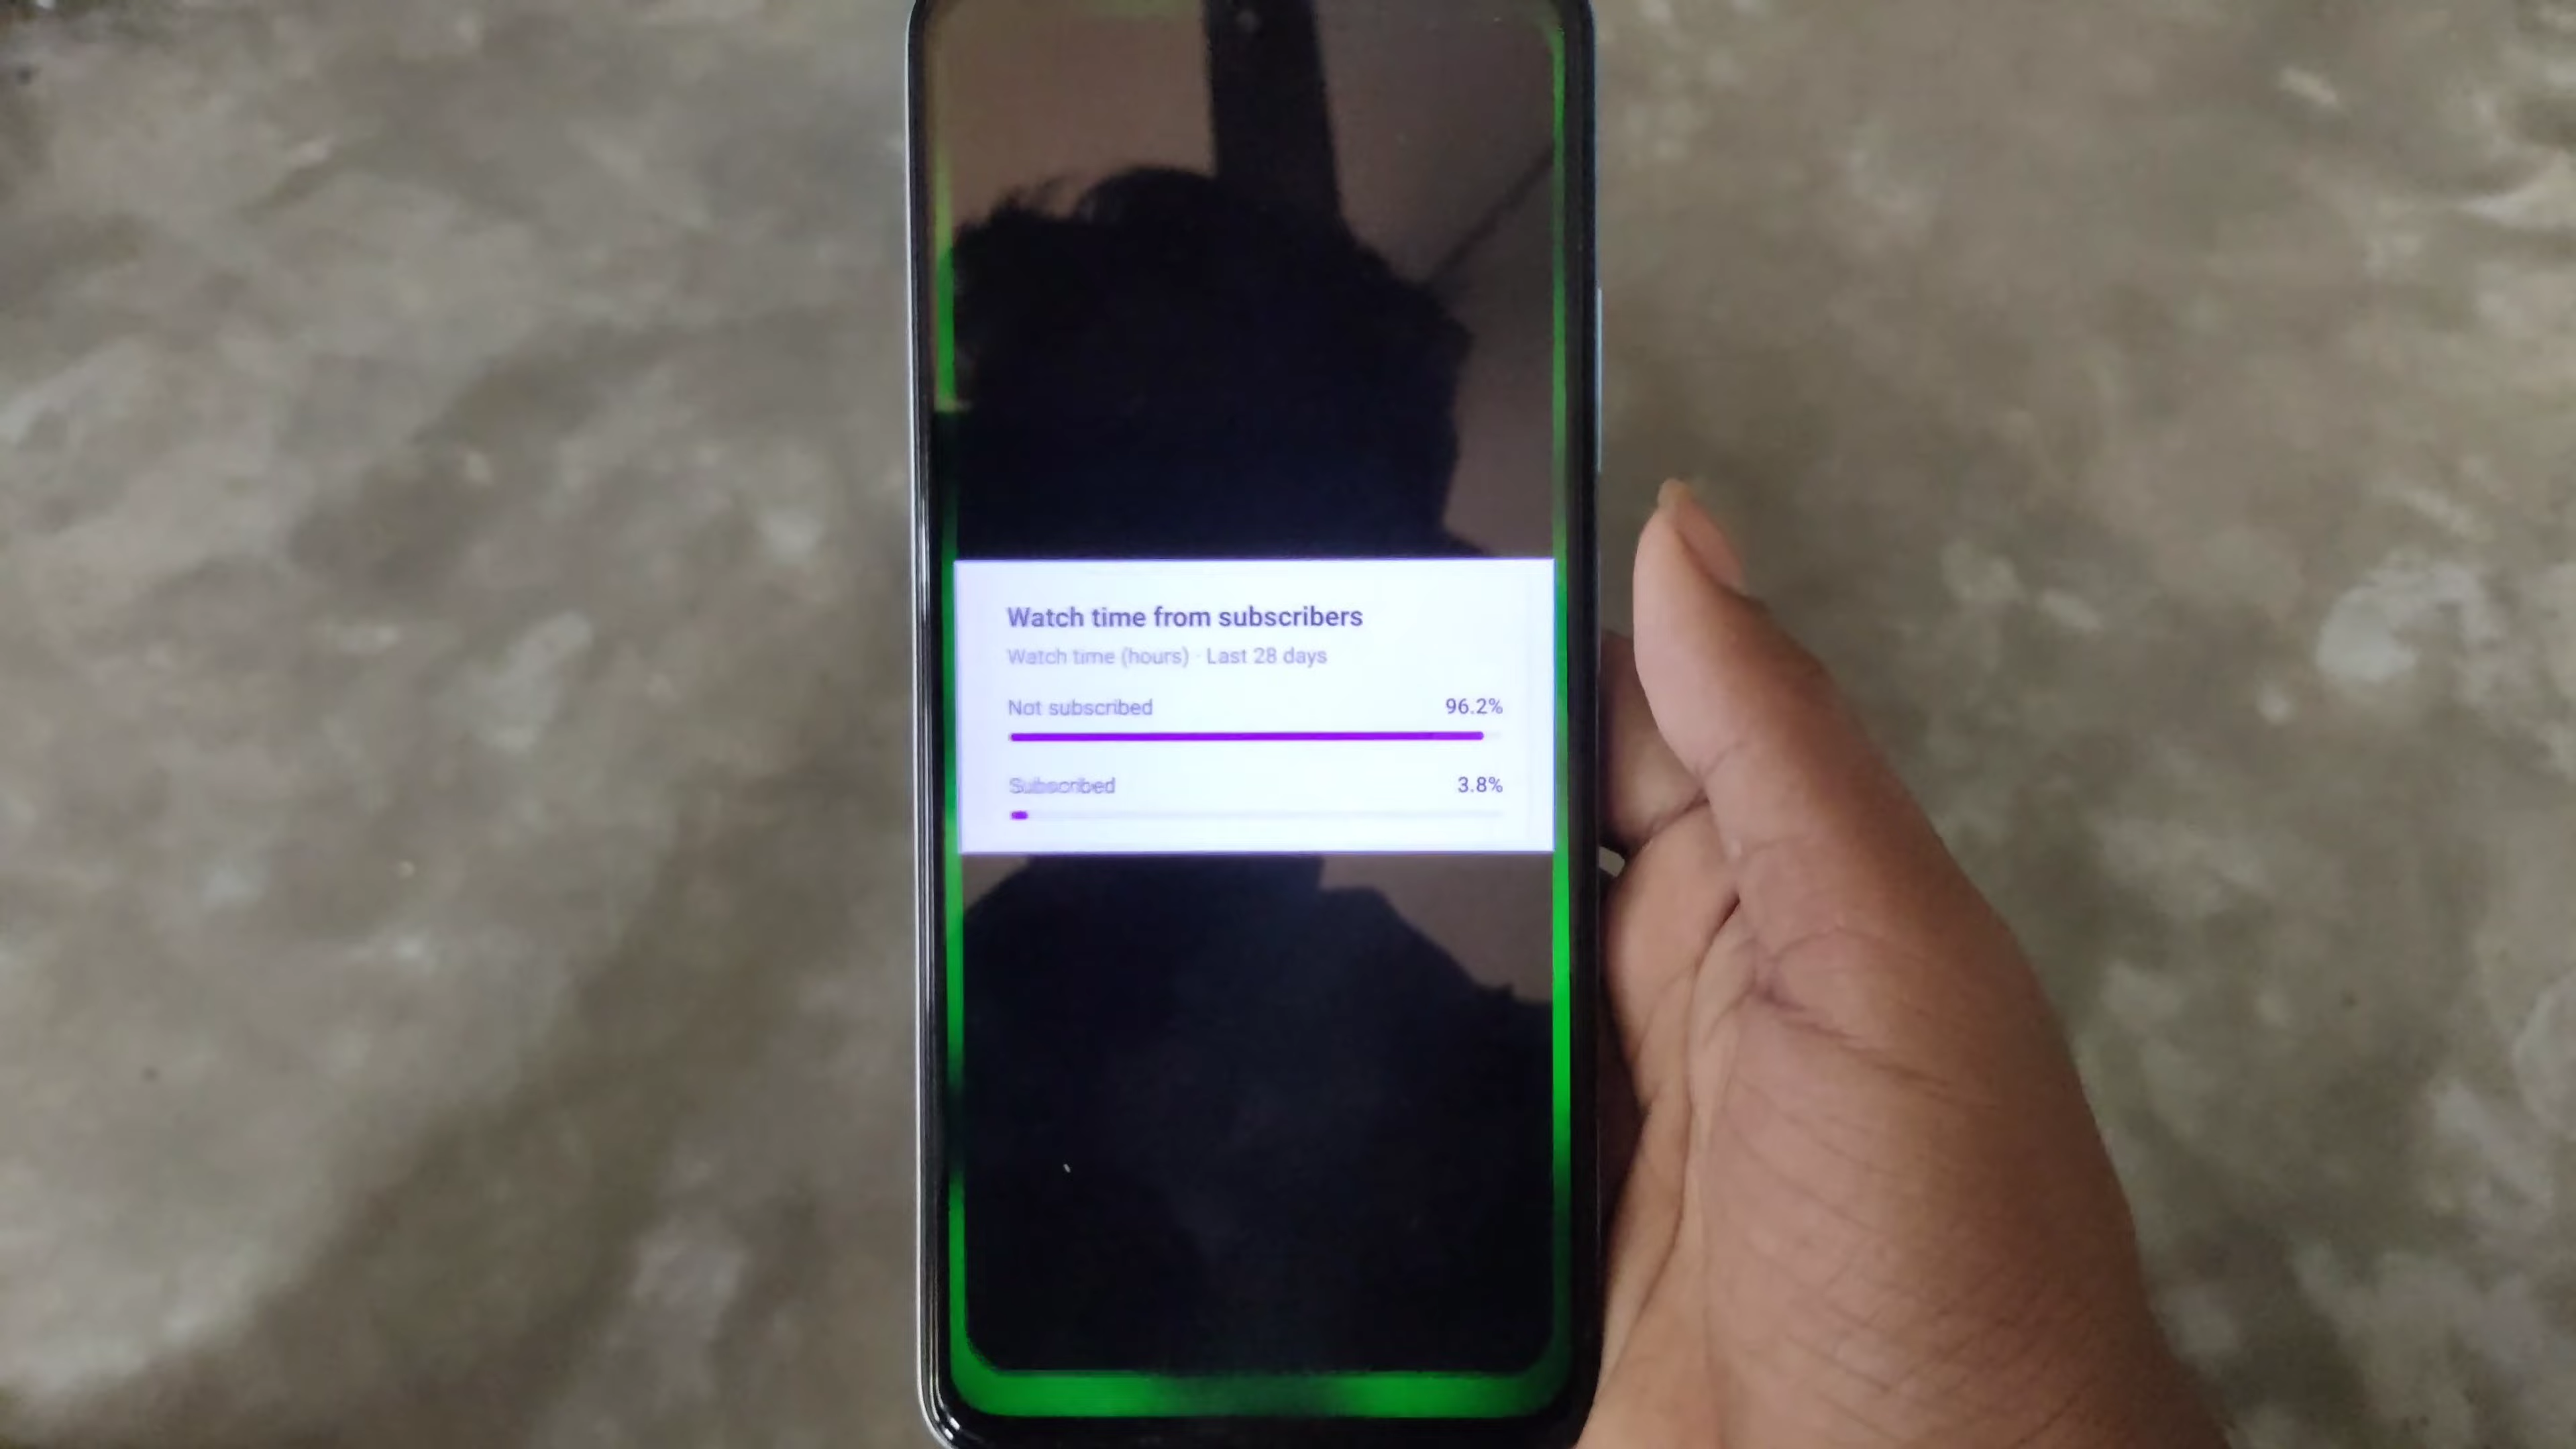 Watch time from subscribers
Watch time (hours) · Last 28 days
Not subscribed 96.2%
Subscribed 3.8%